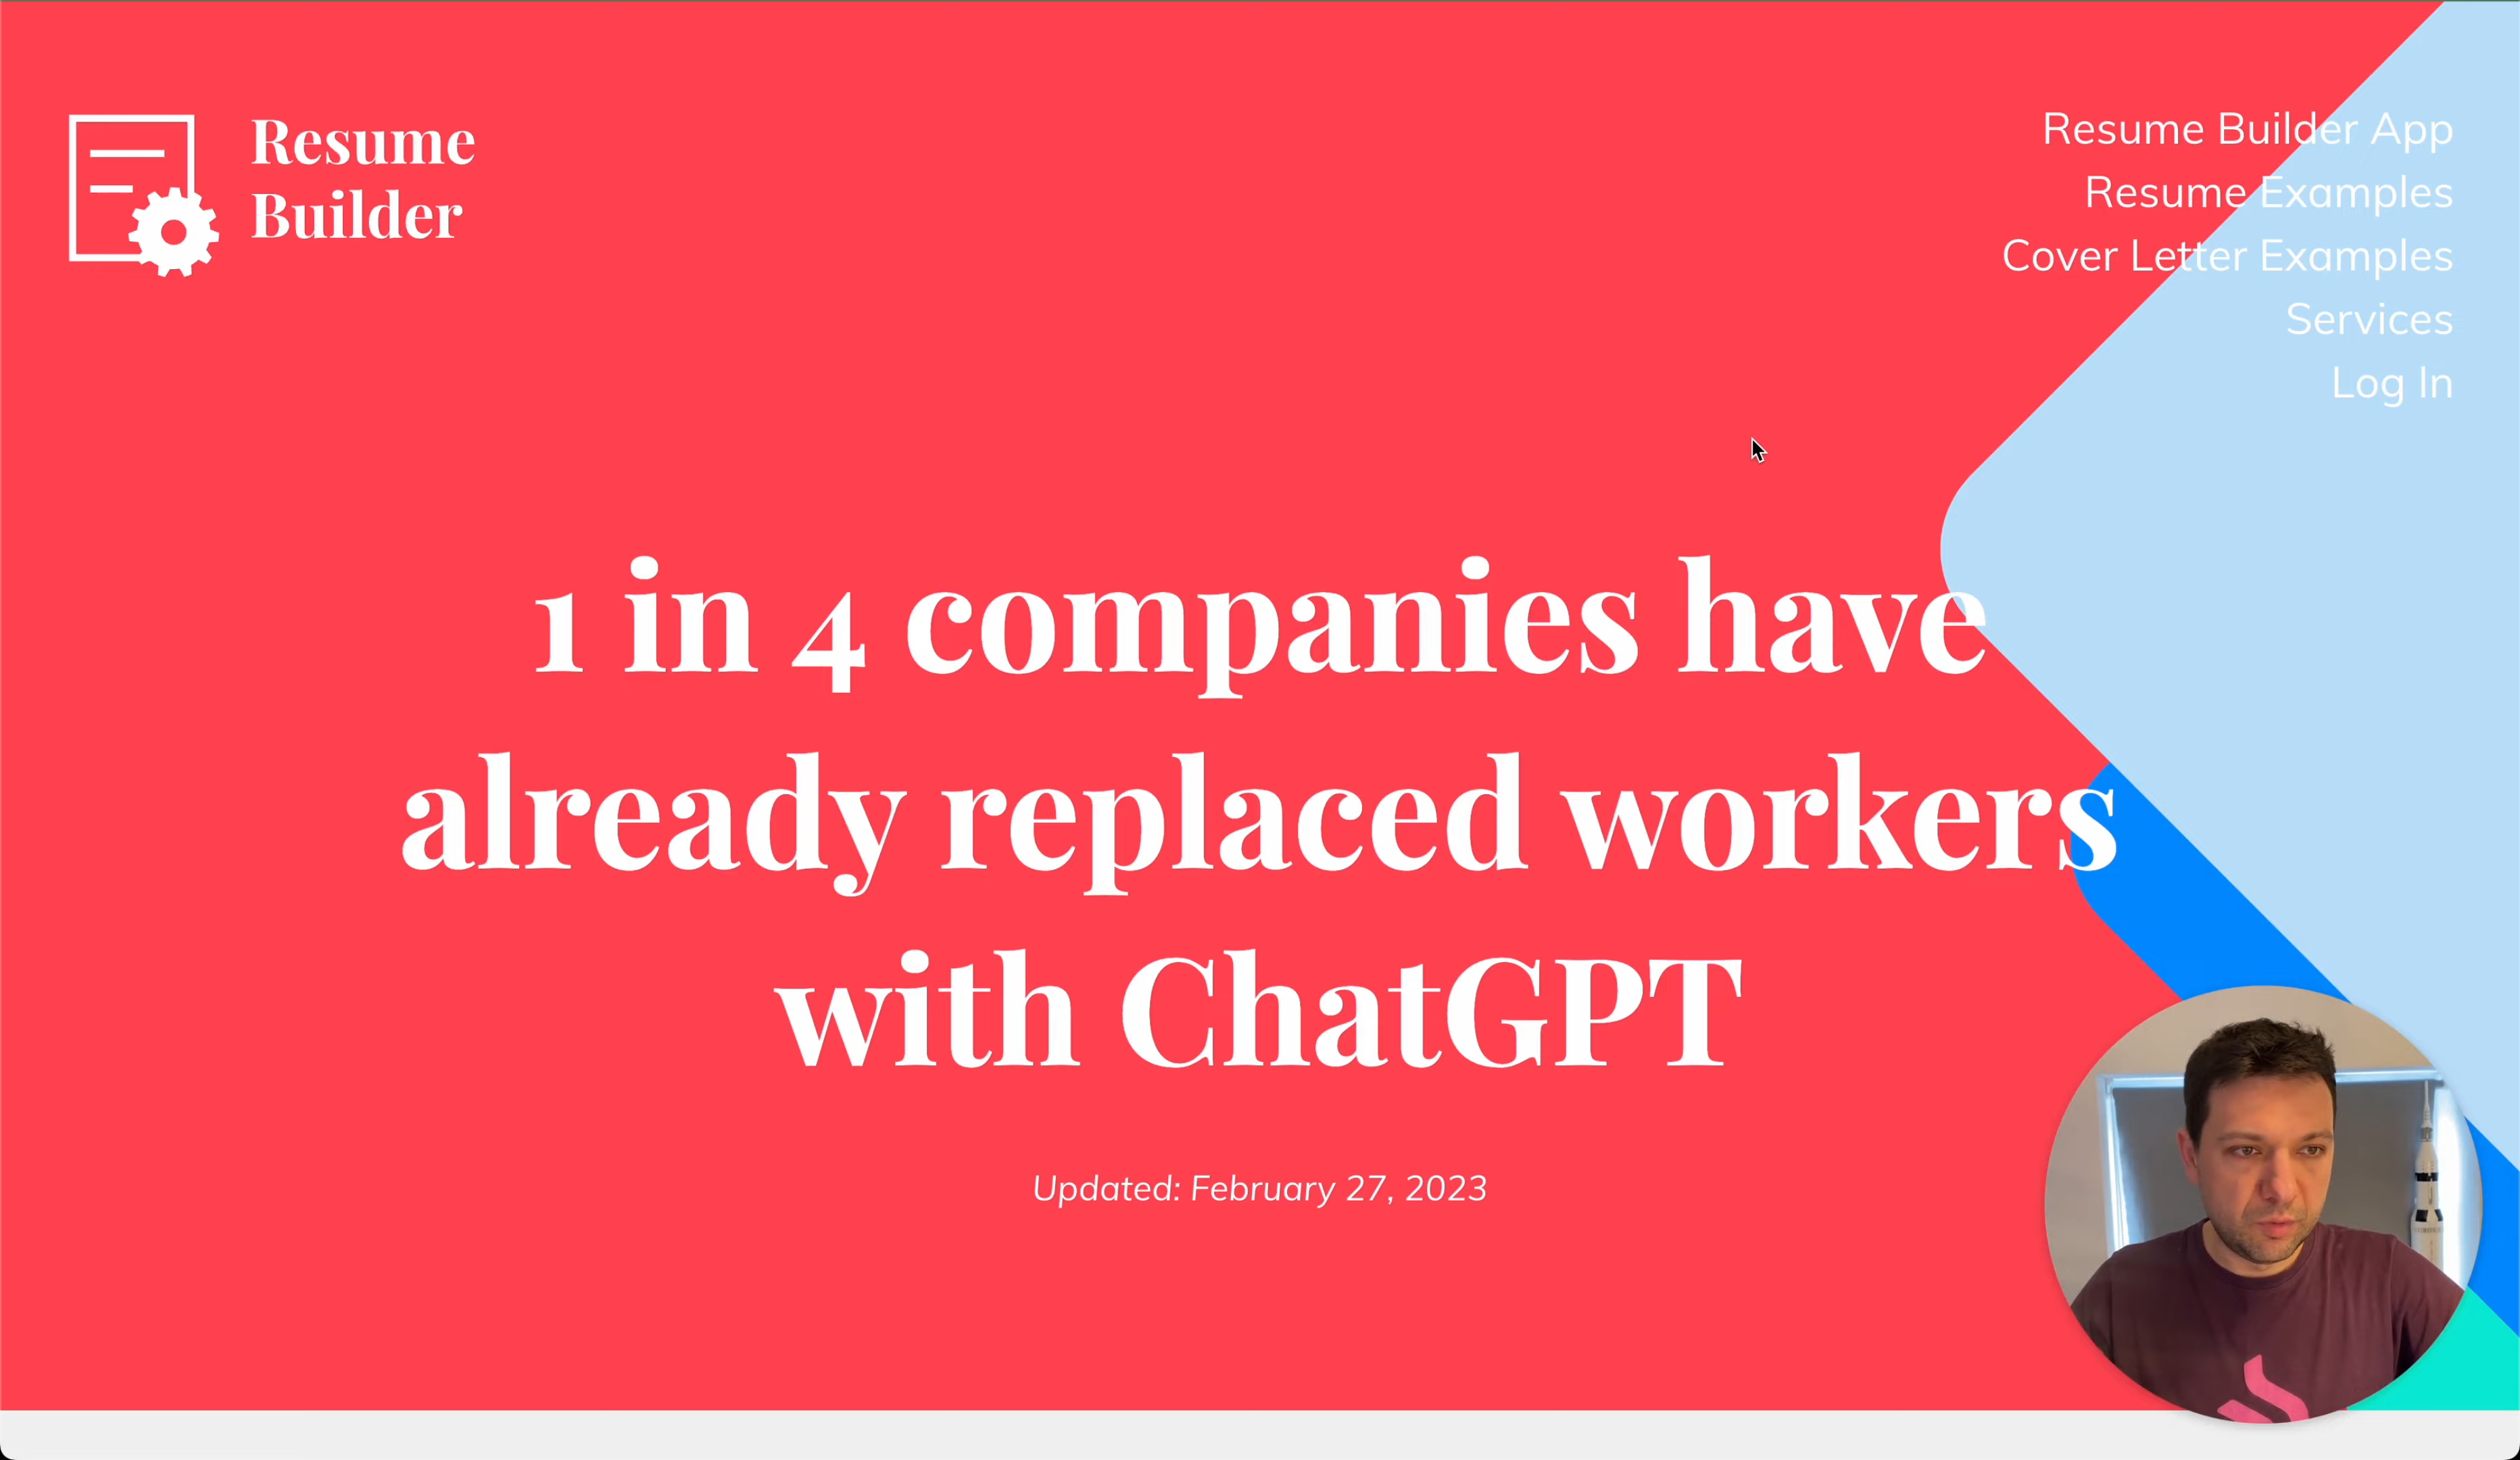 Resume
Builder
Resume Builder App
Resume Examples
Cover Letter Examples
Services
Log In
1 in 4 companies have
already replaced workers
with ChatGPT
Updated: February 27, 2023